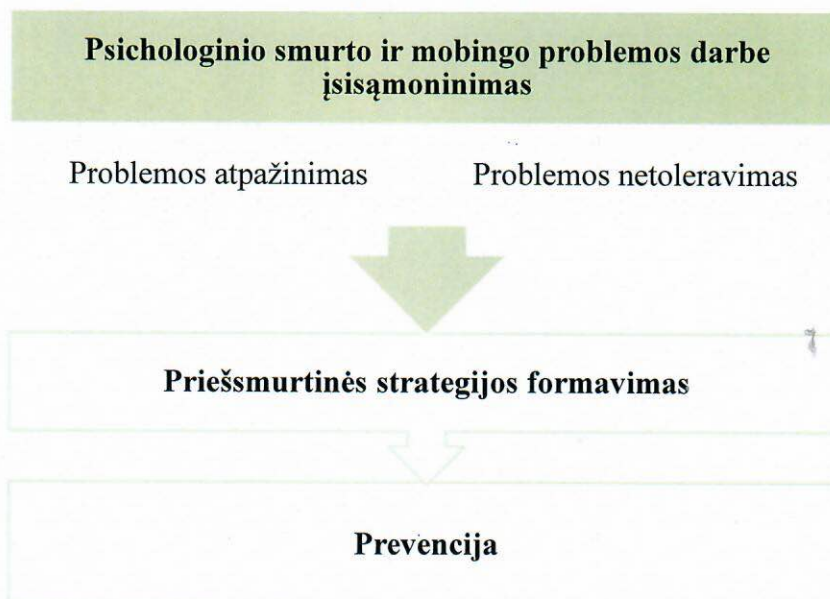 Psichologinio smurto ir mobingo problemos darbe
įsisąmoninimas
Problemos atpažinimas Problemos netoleravimas
Priešsmurtinės strategijos formavimas
Prevencija